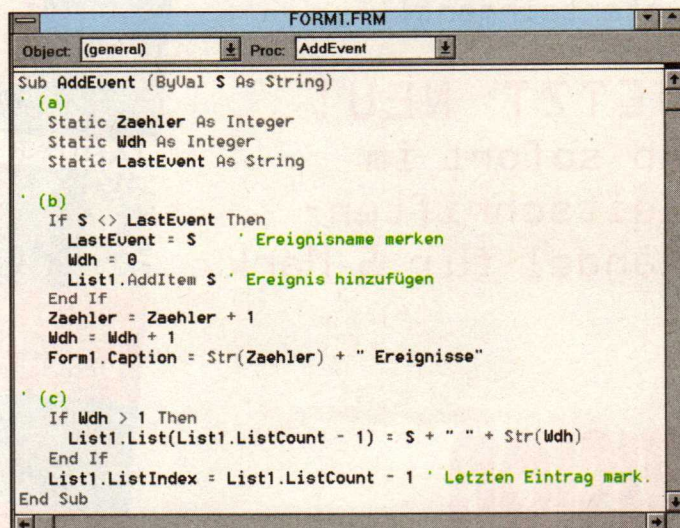 FORM1.FRM
Object: (general) Proc: AddEvent
Sub AddEvent (ByVal S As String)
' (a)
Static Zaehler As Integer
Static Wdh As Integer
Static LastEvent As String
' (b)
If S <> LastEvent Then
LastEvent = S ' Ereignisname merken
Wdh = 0
List1.AddItem S ' Ereignis hinzufügen
End If
Zaehler = Zaehler + 1
Wdh = Wdh + 1
Form1.Caption = Str(Zaehler) + " Ereignisse"
' (c)
If Wdh > 1 Then
List1.List(List1.ListCount - 1) = S + " " + Str(Wdh)
End If
List1.ListIndex = List1.ListCount - 1 ' Letzten Eintrag mark.
End Sub